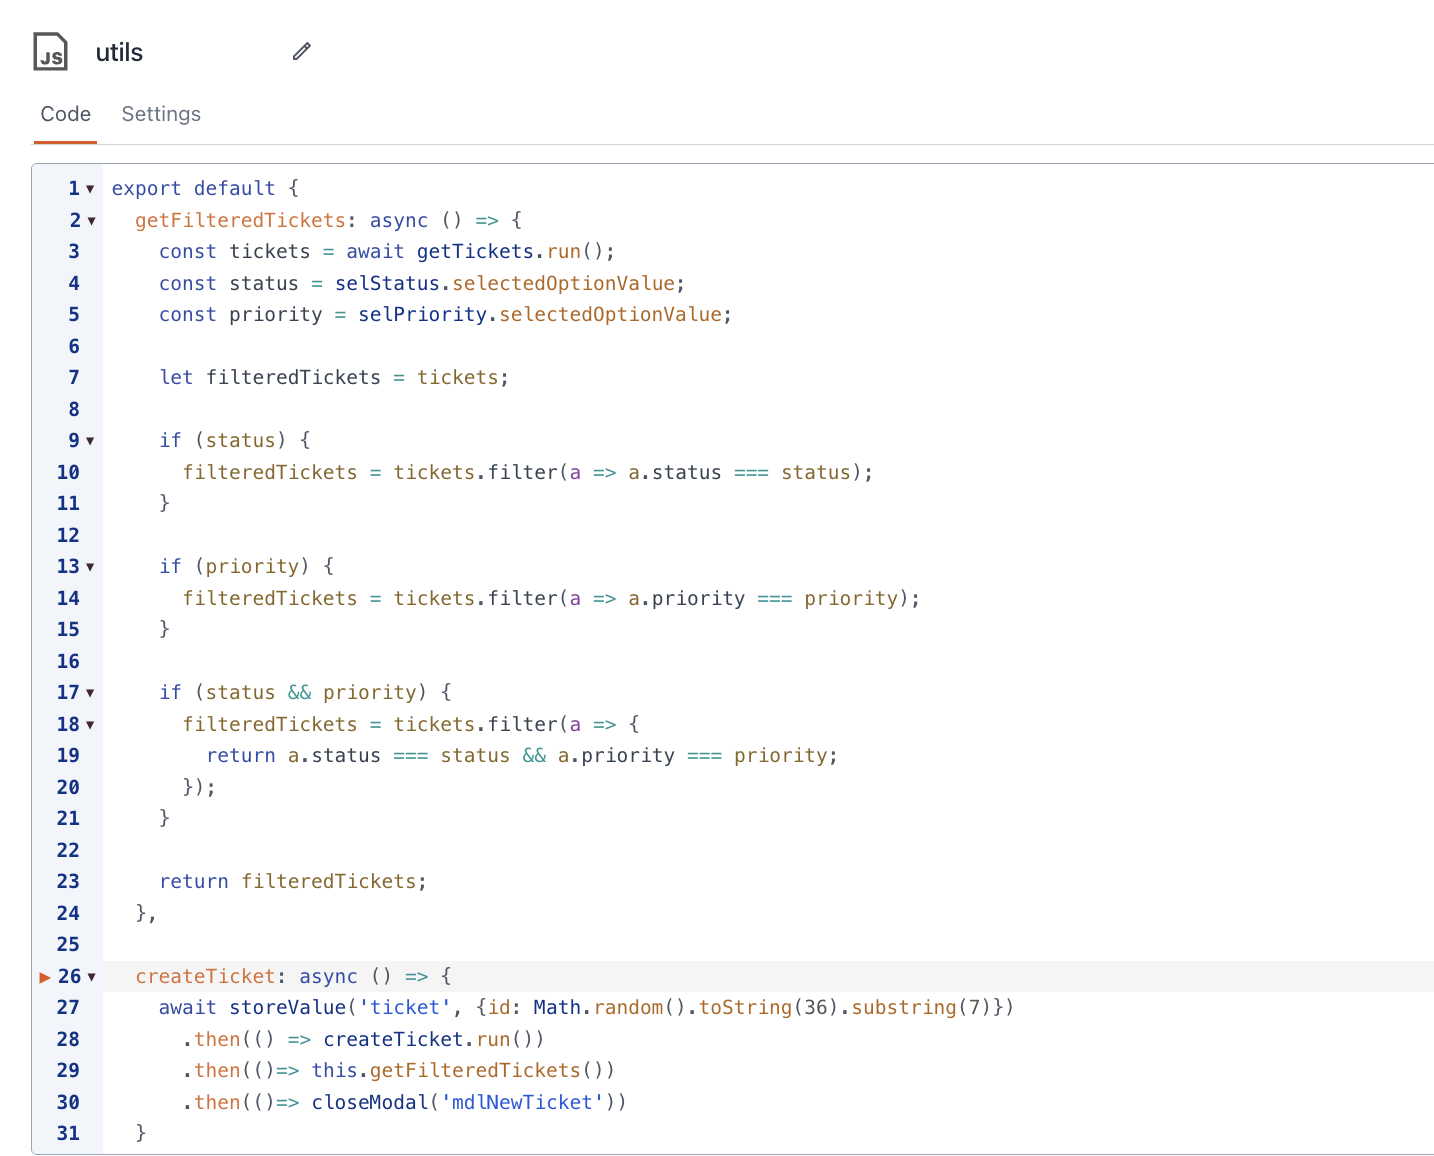 JS utils
Code Settings
1 export default {
2 getFilteredTickets: async () => {
3 const tickets = await getTickets.run();
4 const status = selStatus.selectedOptionValue;
5 const priority = selPriority.selectedOptionValue;
6
7 let filteredTickets = tickets;
8
9 if (status) {
10 filteredTickets = tickets.filter(a => a.status === status);
11 }
12
13 if (priority) {
14 filteredTickets = tickets.filter(a => a.priority === priority);
15 }
16
17 if (status && priority) {
18 filteredTickets = tickets.filter(a => {
19 return a.status === status && a.priority === priority;
20 });
21 }
22
23 return filteredTickets;
24 },
25
26 createTicket: async () => {
27 await storeValue('ticket', {id: Math.random().toString(36).substring(7)})
28 .then(() => createTicket.run())
29 .then(()=> this.getFilteredTickets())
30 .then(()=> closeModal('mdlNewTicket'))
31 }